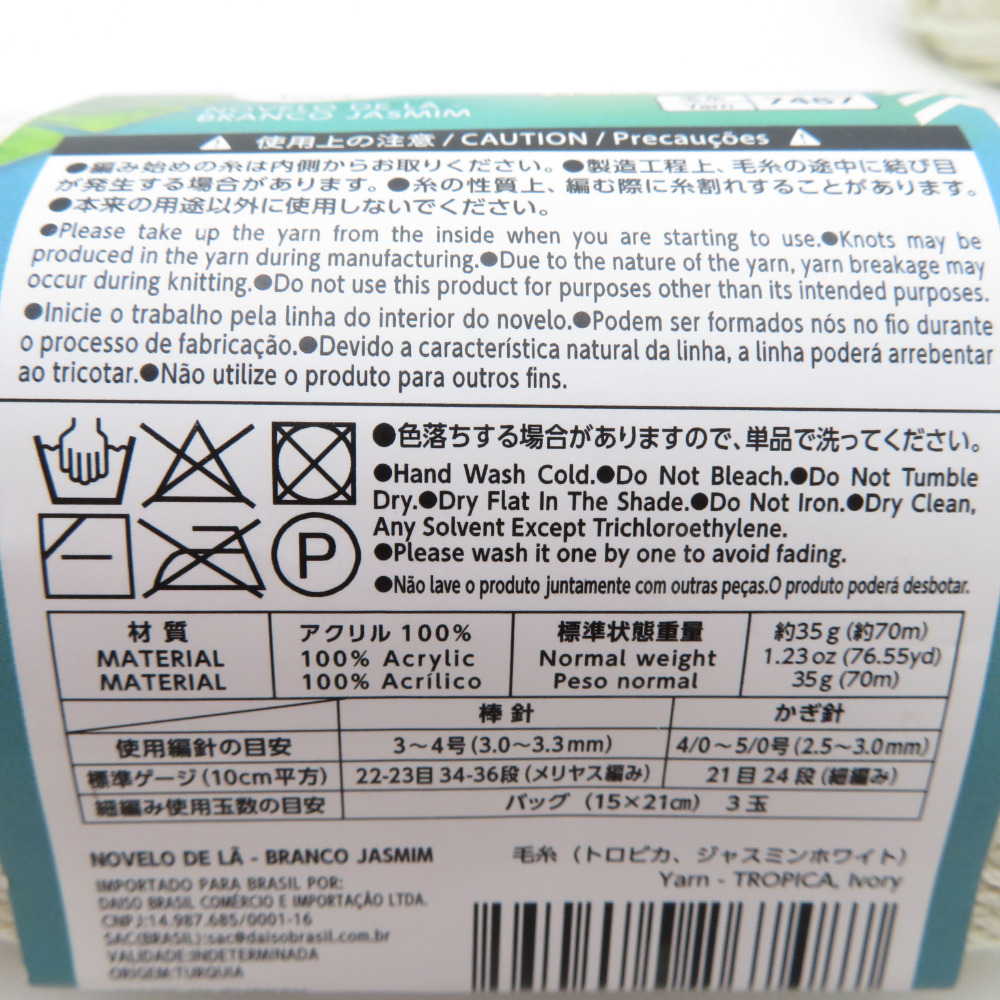 NOVELO DE LÃ -
BRANCO JASMIM
Yarn 7467
使用上の注意 / CAUTION / Precauções
●編み始めの糸は内側からお取りください。●製造工程上、毛糸の途中に結び目
が発生する場合があります。●糸の性質上、編む際に糸割れすることがあります。
●本来の用途以外に使用しないでください。
●Please take up the yarn from the inside when you are starting to use.●Knots may be
produced in the yarn during manufacturing.●Due to the nature of the yarn, yarn breakage may
occur during knitting.●Do not use this product for purposes other than its intended purposes.
●Inicie o trabalho pela linha do interior do novelo.●Podem ser formados nós no fio durante
o processo de fabricação.●Devido a característica natural da linha, a linha poderá arrebentar
ao tricotar.●Não utilize o produto para outros fins.
●色落ちする場合がありますので、単品で洗ってください。
●Hand Wash Cold.●Do Not Bleach.●Do Not Tumble
Dry.●Dry Flat In The Shade.●Do Not Iron.●Dry Clean,
Any Solvent Except Trichloroethylene.
●Please wash it one by one to avoid fading.
●Não lave o produto juntamente com outras peças.O produto poderá desbotar.
P
材質 アクリル 100% 標準状態重量 約35g (約70m)
MATERIAL 100% Acrylic Normal weight 1.23oz (76.55yd)
MATERIAL 100% Acrílico Peso normal 35g (70m)
棒針 かぎ針
使用編針の目安 3～4号(3.0～3.3mm) 4/0～5/0号(2.5～3.0mm)
標準ゲージ(10cm平方) 22-23目 34-36段(メリヤス編み) 21目24段(細編み)
細編み使用玉数の目安 バッグ (15×21cm) 3玉
NOVELO DE LÃ - BRANCO JASMIM
毛糸(トロピカ、ジャスミンホワイト)
Yarn - TROPICA, Ivory
IMPORTADO PARA BRASIL POR:
DAISO BRASIL COMÉRCIO E IMPORTAÇÃO LTDA.
CNPJ:14.987.685/0001-16
SAC(BRASIL):sac@daisobrasil.com.br
VALIDADE:INDETERMINADA
ORIGEM:TURQUIA